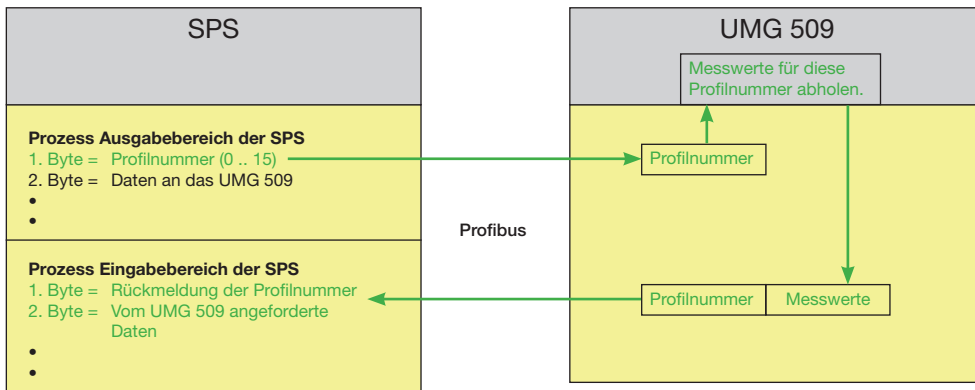 SPS
Prozess Ausgabebereich der SPS
1. Byte = Profilnummer (0 .. 15)
2. Byte = Daten an das UMG 509
•
•
Prozess Eingabebereich der SPS
1. Byte = Rückmeldung der Profilnummer
2. Byte = Vom UMG 509 angeforderte
Daten
•
•
Profibus
UMG 509
Messwerte für diese
Profilnummer abholen.
Profilnummer
Profilnummer
Messwerte